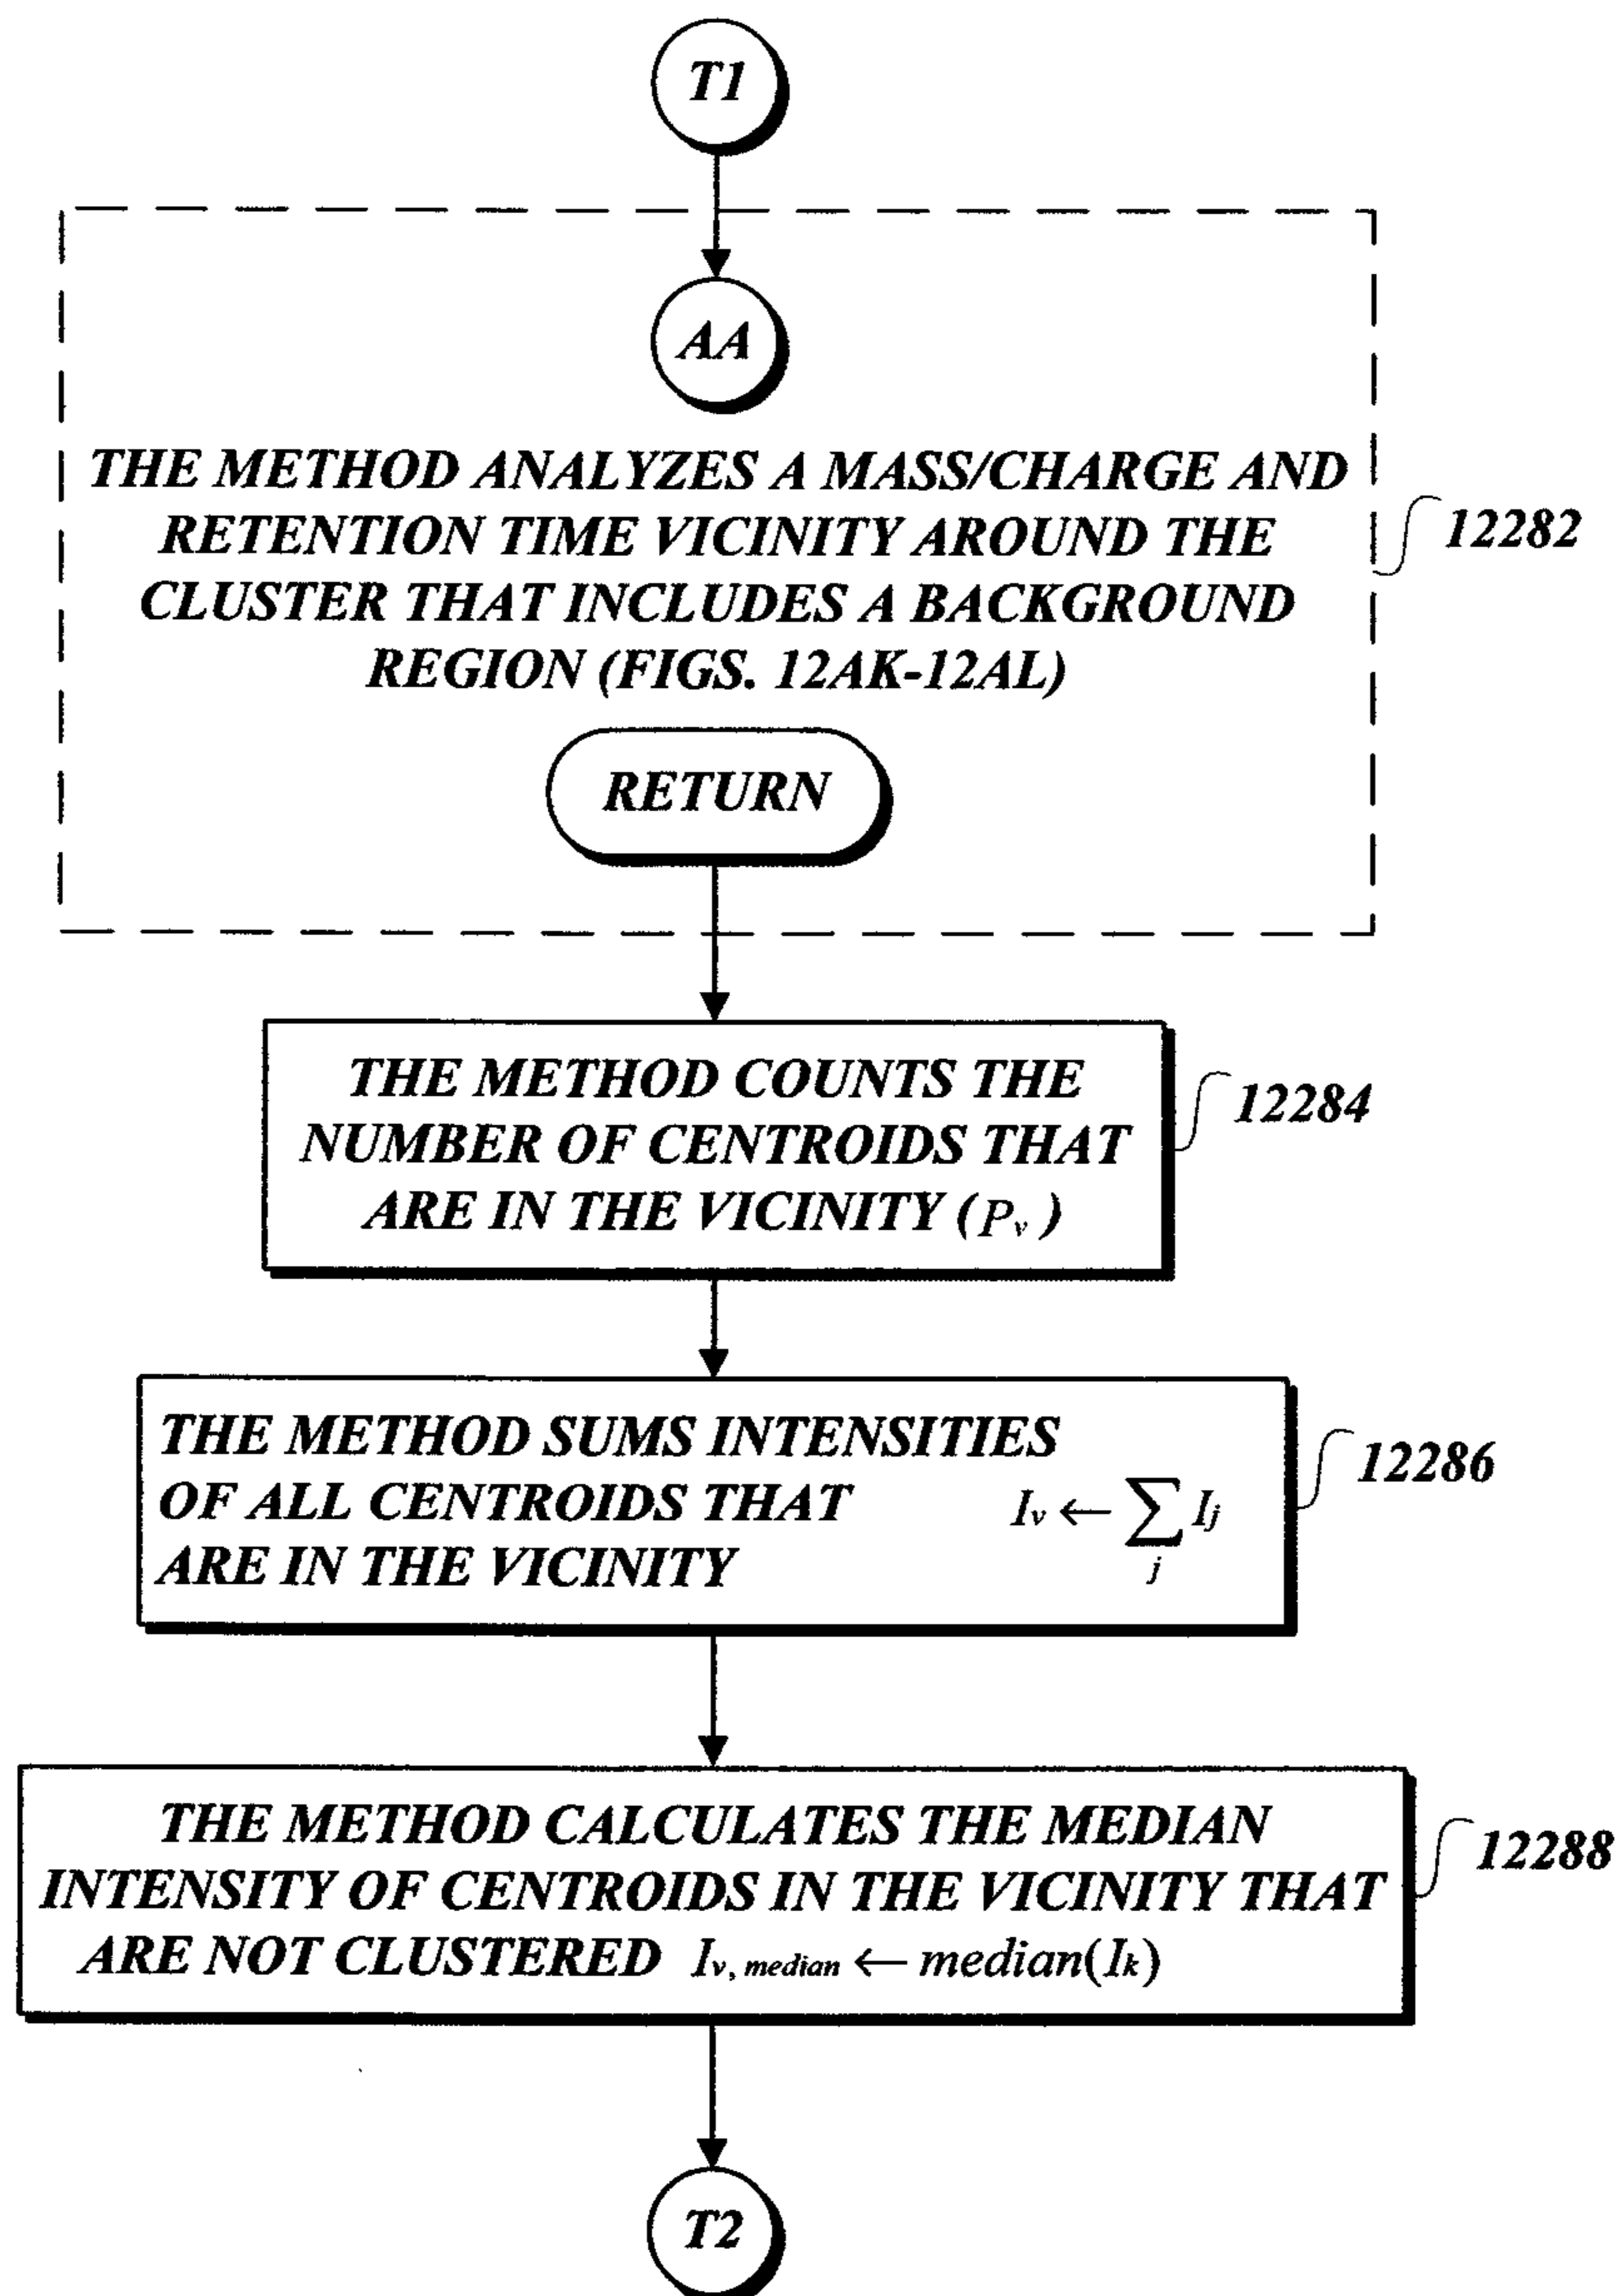 T1
AA
THE METHOD ANALYZES A MASS/CHARGE AND
RETENTION TIME VICINITY AROUND THE
CLUSTER THAT INCLUDES A BACKGROUND
REGION (FIGS. 12AK-12AL)
12282
RETURN
THE METHOD COUNTS THE
NUMBER OF CENTROIDS THAT
ARE IN THE VICINITY (Pv)
12284
THE METHOD SUMS INTENSITIES
OF ALL CENTROIDS THAT
ARE IN THE VICINITY
Iv ← ∑ Ij
j
12286
THE METHOD CALCULATES THE MEDIAN
INTENSITY OF CENTROIDS IN THE VICINITY THAT
ARE NOT CLUSTERED Iv, median ← median(Ik)
12288
T2